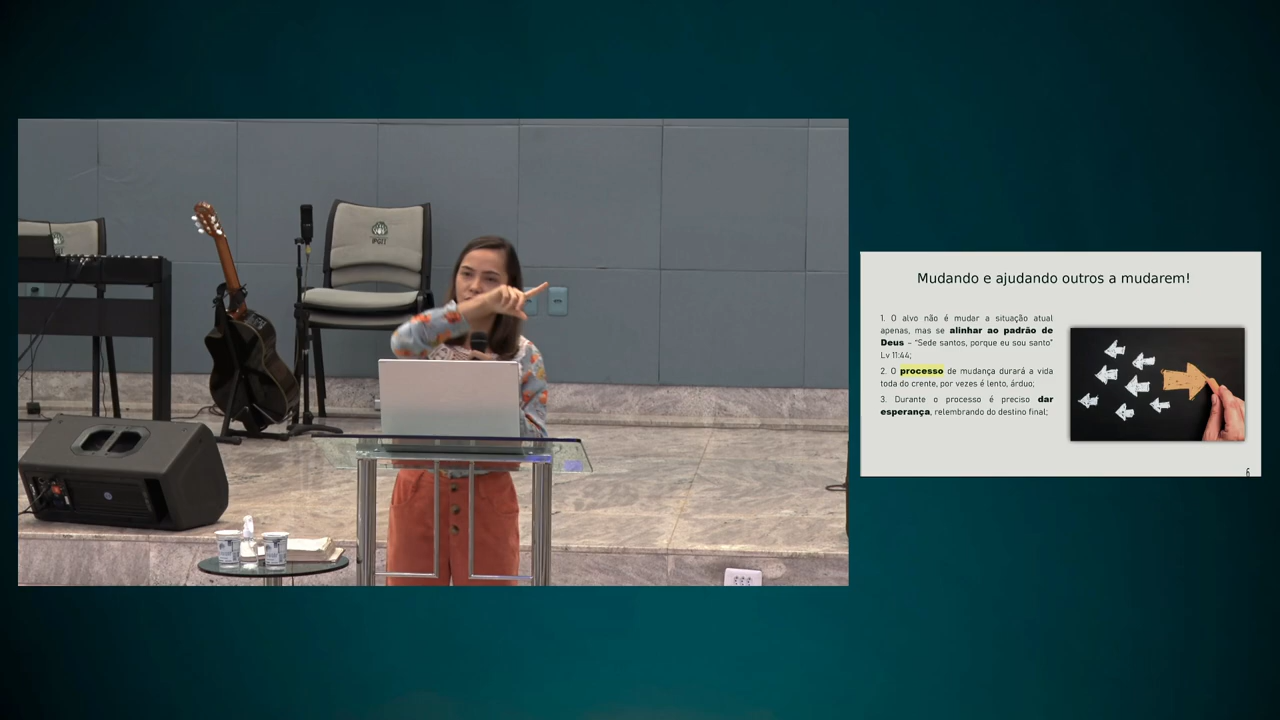 IPGII
Mudando e ajudando outros a mudarem!
1. O alvo não é mudar a situação atual
apenas, mas se alinhar ao padrão de
Deus – "Sede santos, porque eu sou santo"
Lv 11:44;
2. O processo de mudança durará a vida
toda do crente, por vezes é lento, árduo;
3. Durante o processo é preciso dar
esperança, relembrando do destino final;
6